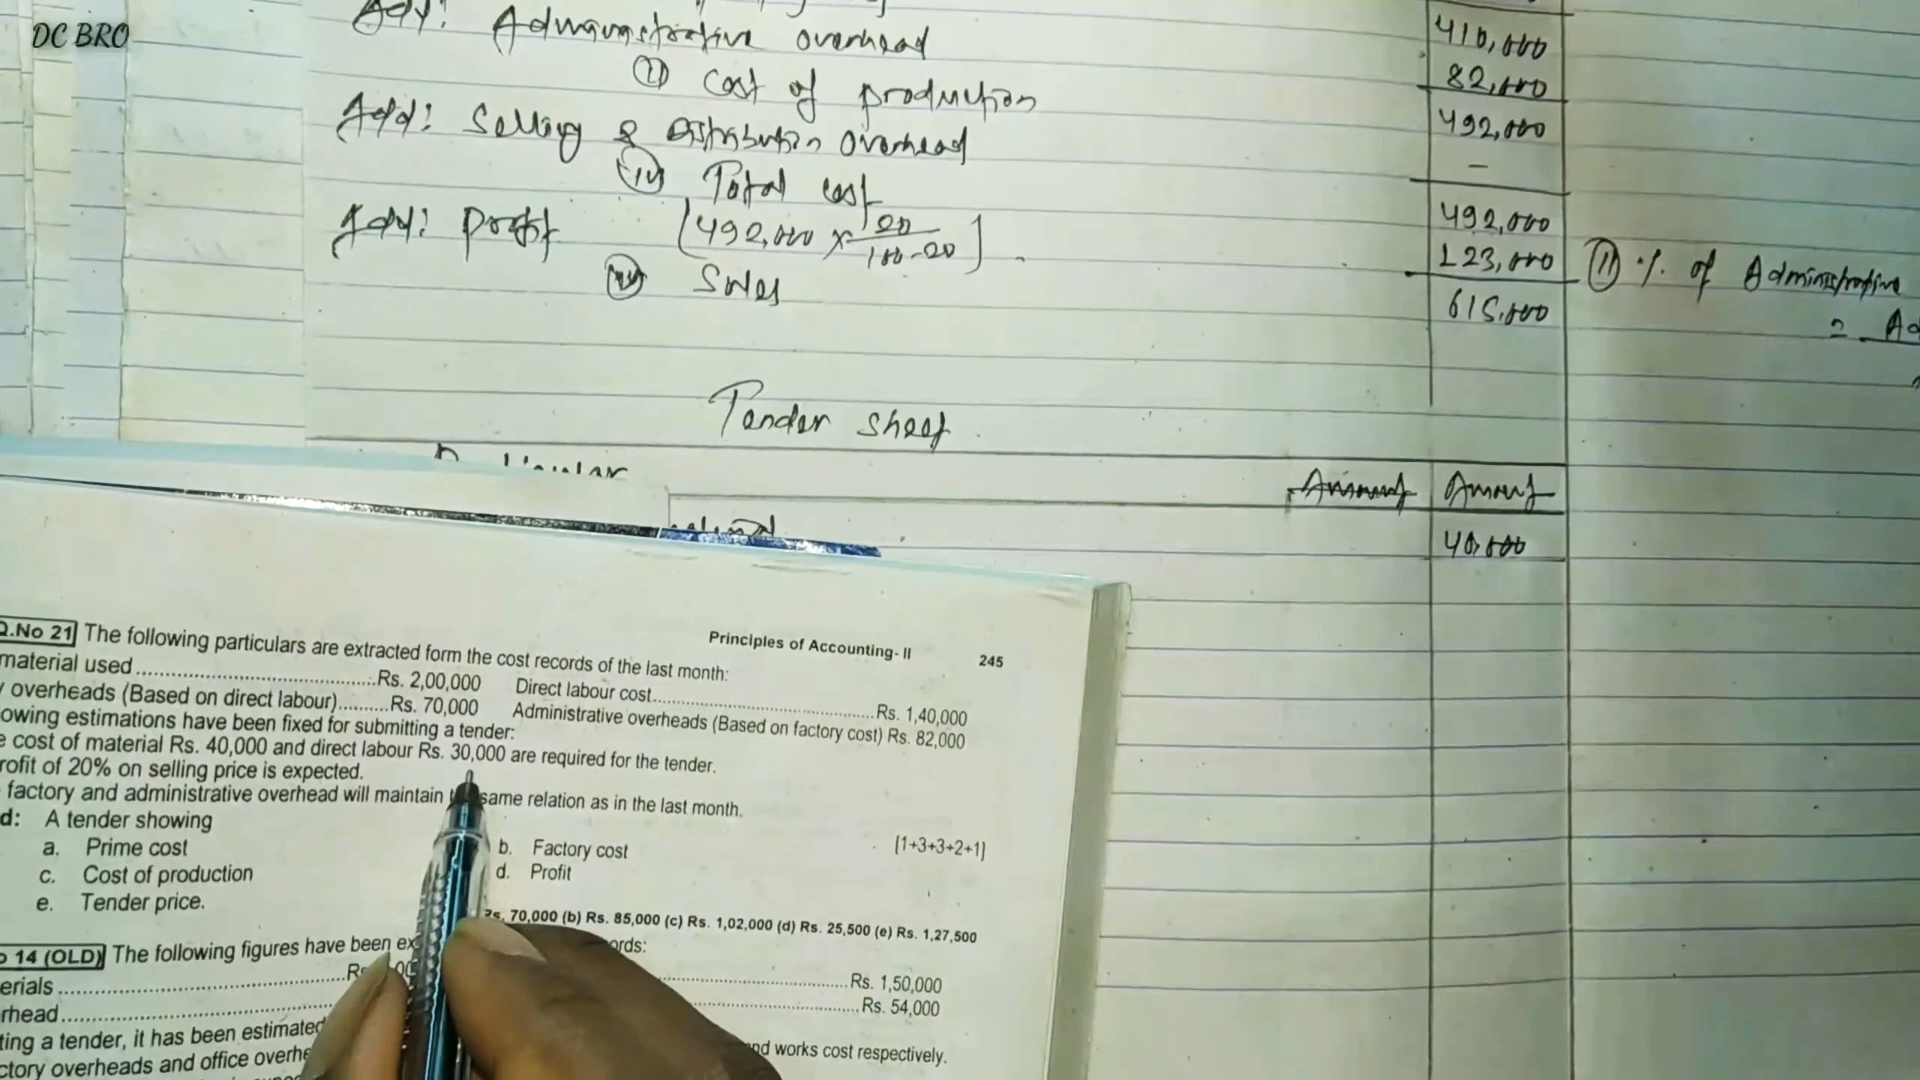 DC BRO
Add: Administrative overhead 410,000
82,000
(1) Cost of production 492,000
Add: Selling & Distribution overhead -
(iv) Total cost 492,000
Add: Profit [492,000 × 20/100-20] 123,000
Sales 615,000
(11) % of Administrative
=
Tender sheet
Amount Amount
40,000
Principles of Accounting- II 245
Q.No 21 The following particulars are extracted form the cost records of the last month:
material used ..... Rs. 2,00,000 Direct labour cost..... Rs. 1,40,000
overheads (Based on direct labour)..........Rs. 70,000 Administrative overheads (Based on factory cost) Rs. 82,000
owing estimations have been fixed for submitting a tender:
e cost of material Rs. 40,000 and direct labour Rs. 30,000 are required for the tender.
rofit of 20% on selling price is expected.
factory and administrative overhead will maintain same relation as in the last month.
d: A tender showing
a. Prime cost b. Factory cost [1+3+3+2+1]
c. Cost of production d. Profit
e. Tender price.
Rs. 70,000 (b) Rs. 85,000 (c) Rs. 1,02,000 (d) Rs. 25,500 (e) Rs. 1,27,500
14 (OLD) The following figures have been ex ords:
erials ..... Rs. 1,50,000
rhead..... Rs. 54,000
ting a tender, it has been estimated
ctory overheads and office overhe nd works cost respectively.